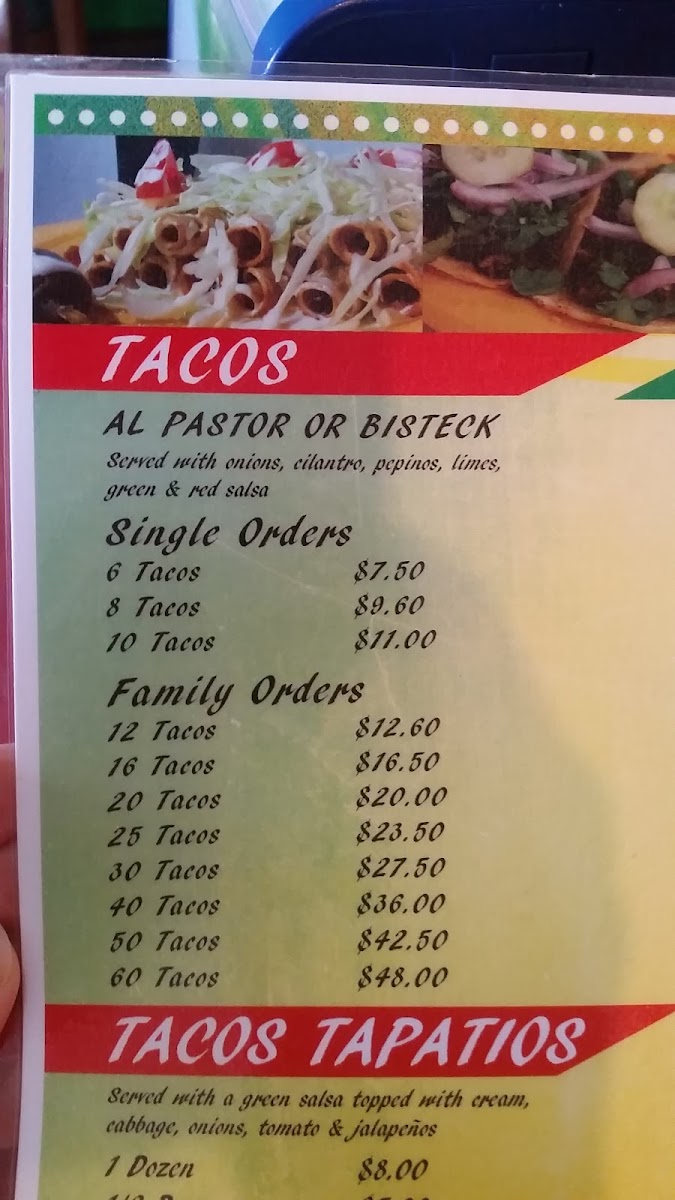 TACOS
AL PASTOR OR BISTECK
Served with onions, cilantro, pepinos, limes,
green & red salsa
Single Orders
6 Tacos $7.50
8 Tacos $9.60
10 Tacos $11.00
Family Orders
12 Tacos $12.60
16 Tacos $16.50
20 Tacos $20.00
25 Tacos $23.50
30 Tacos $27.50
40 Tacos $36.00
50 Tacos $42.50
60 Tacos $48.00
TACOS TAPATIOS
Served with a green salsa topped with cream,
cabbage, onions, tomato & jalapeños
1 Dozen $8.00